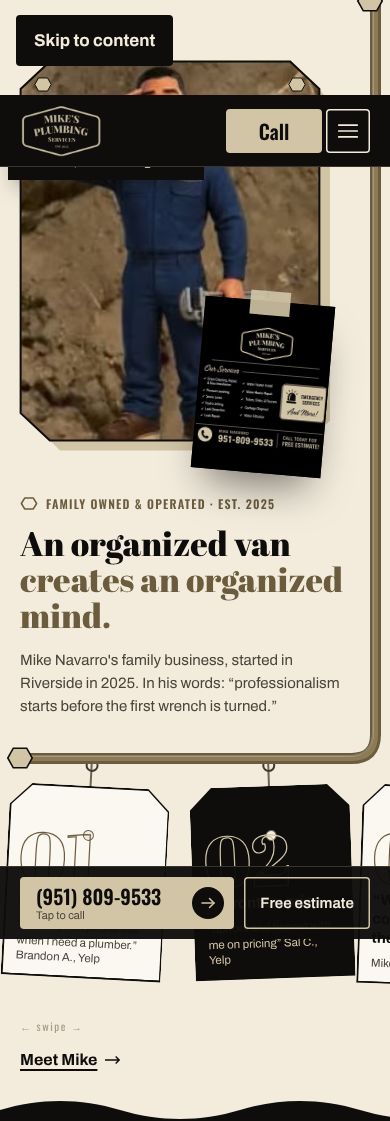 Skip to content
MIKE'S
PLUMBING
SERVICES
Call
MIKE'S
PLUMBING
SERVICES
Our Services
EMERGENCY
SERVICES
And More!
951-809-9533
CALL TODAY FOR
FREE ESTIMATE!
FAMILY OWNED & OPERATED · EST. 2025
An organized van
creates an organized
mind.
Mike Navarro's family business, started in
Riverside in 2025. In his words: “professionalism
starts before the first wrench is turned.”
01
02
(951) 809-9533
Tap to call
Free estimate
when I need a plumber.”
Brandon A., Yelp
me on pricing” Sal C.,
Yelp
← swipe →
Meet Mike →